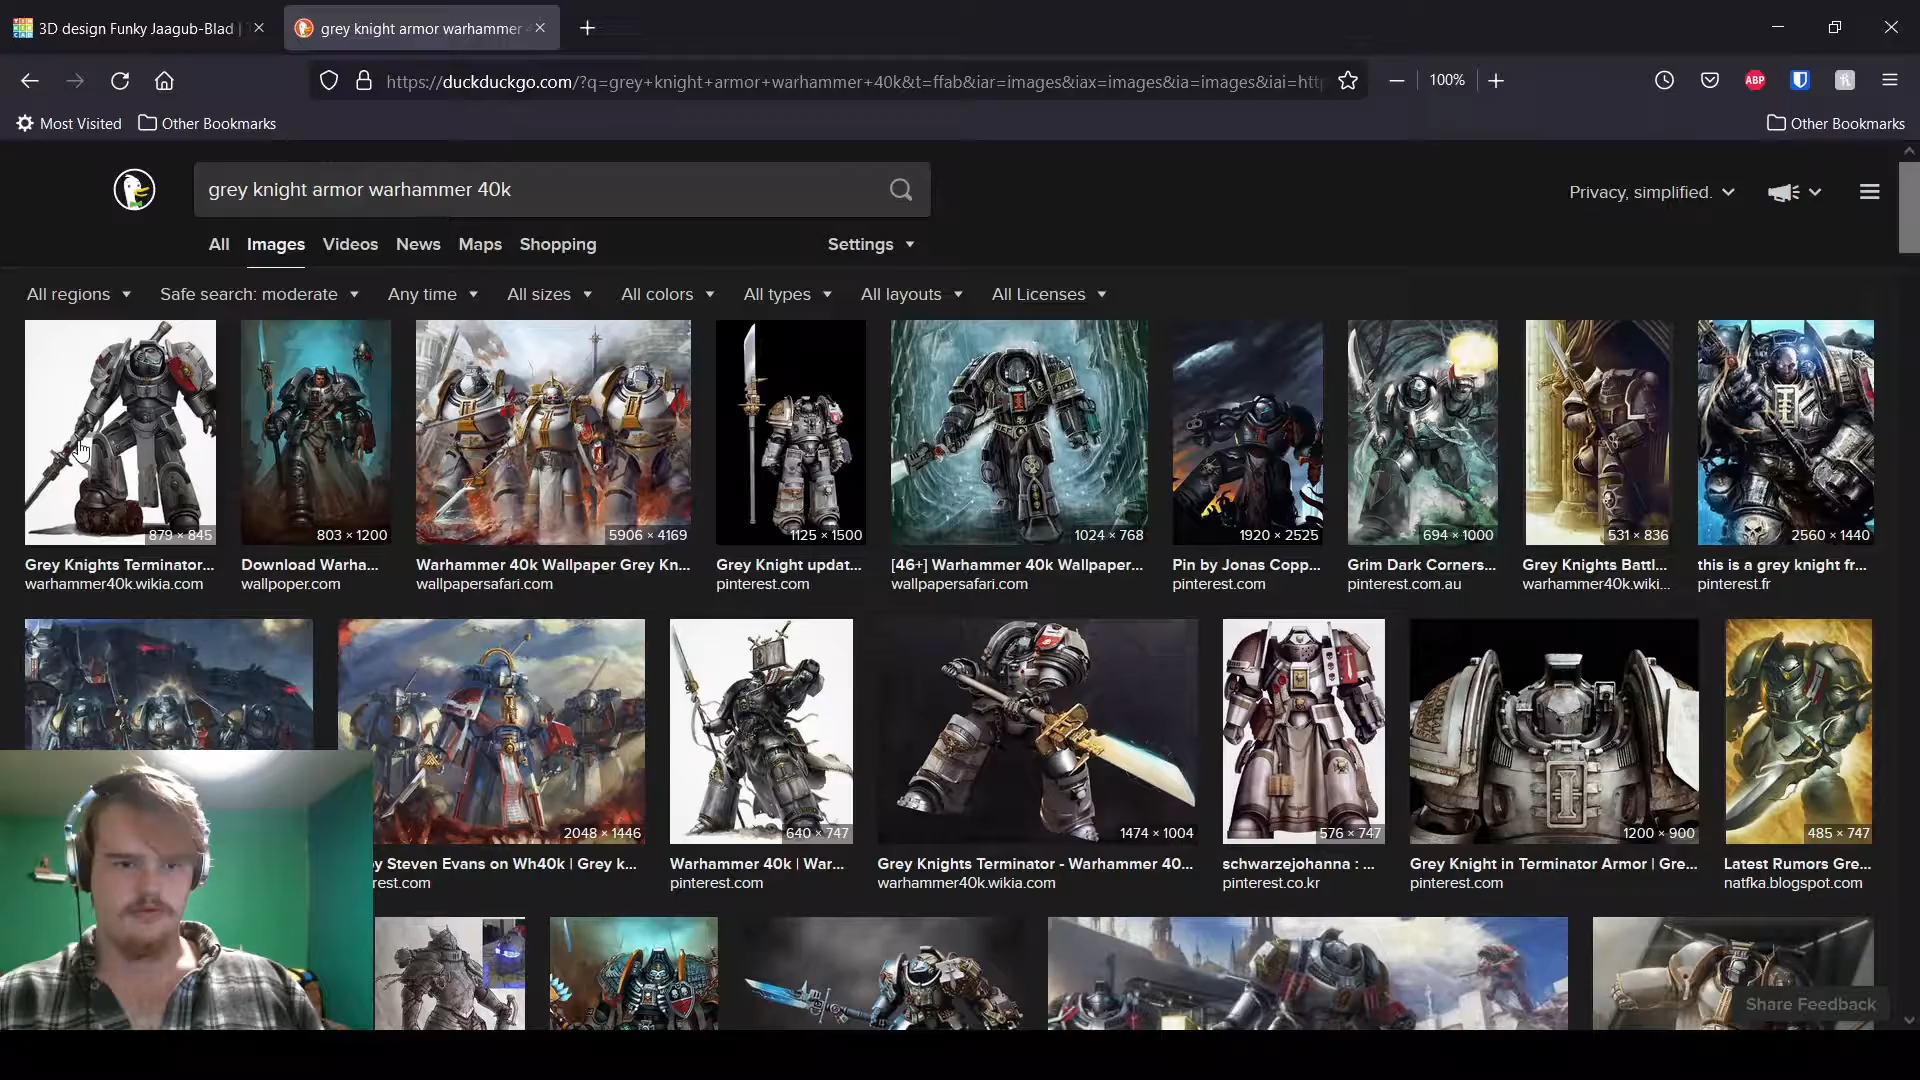 3D design Funky Jaagub-Blad |
grey knight armor warhammer
https://duckduckgo.com/?q=grey+knight+armor+warhammer+40k&t=ffab&iar=images&iax=images&ia=images&iai=htt
100%
ABP
Most Visited
Other Bookmarks
Other Bookmarks
grey knight armor warhammer 40k
Privacy, simplified.
All Images Videos News Maps Shopping Settings
All regions Safe search: moderate Any time All sizes All colors All types All layouts All Licenses
879 × 845 803 × 1200 5906 × 4169 1125 × 1500 1024 × 768 1920 × 2525 694 × 1000 531 × 836 2560 × 1440
Grey Knights Terminator... Download Warha... Warhammer 40k Wallpaper Grey Kn... Grey Knight updat... [46+] Warhammer 40k Wallpaper... Pin by Jonas Copp... Grim Dark Corners... Grey Knights Battl... this is a grey knight fr...
warhammer40k.wikia.com wallpoper.com wallpapersafari.com pinterest.com wallpapersafari.com pinterest.com pinterest.com.au warhammer40k.wiki... pinterest.fr
2048 × 1446 640 × 747 1474 × 1004 576 × 747 1200 × 900 485 × 747
by Steven Evans on Wh40k | Grey k... Warhammer 40k | War... Grey Knights Terminator - Warhammer 40... schwarzejohanna : ... Grey Knight in Terminator Armor | Gre... Latest Rumors Gre...
rest.com pinterest.com warhammer40k.wikia.com pinterest.co.kr pinterest.com natfka.blogspot.com
Share Feedback